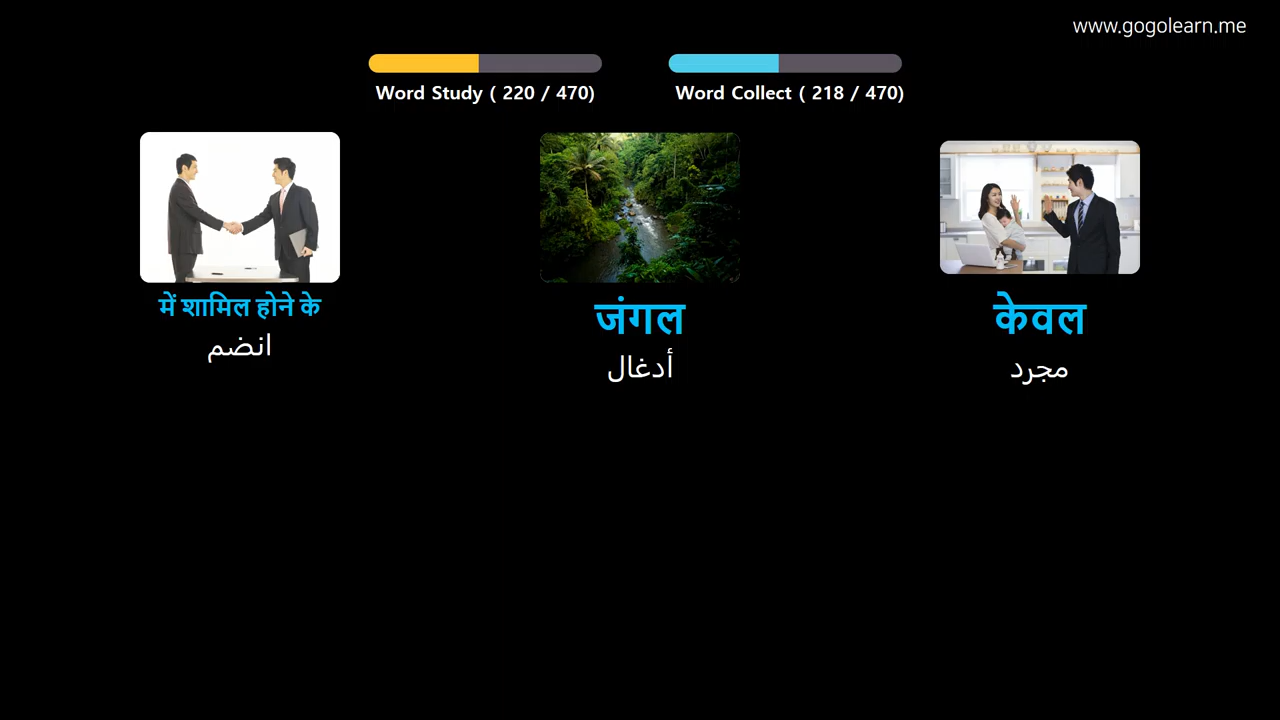 www.gogolearn.me
Word Study ( 220 / 470)
Word Collect ( 218 / 470)
में शामिल होने के
انضم
जंगल
أدغال
केवल
مجرد